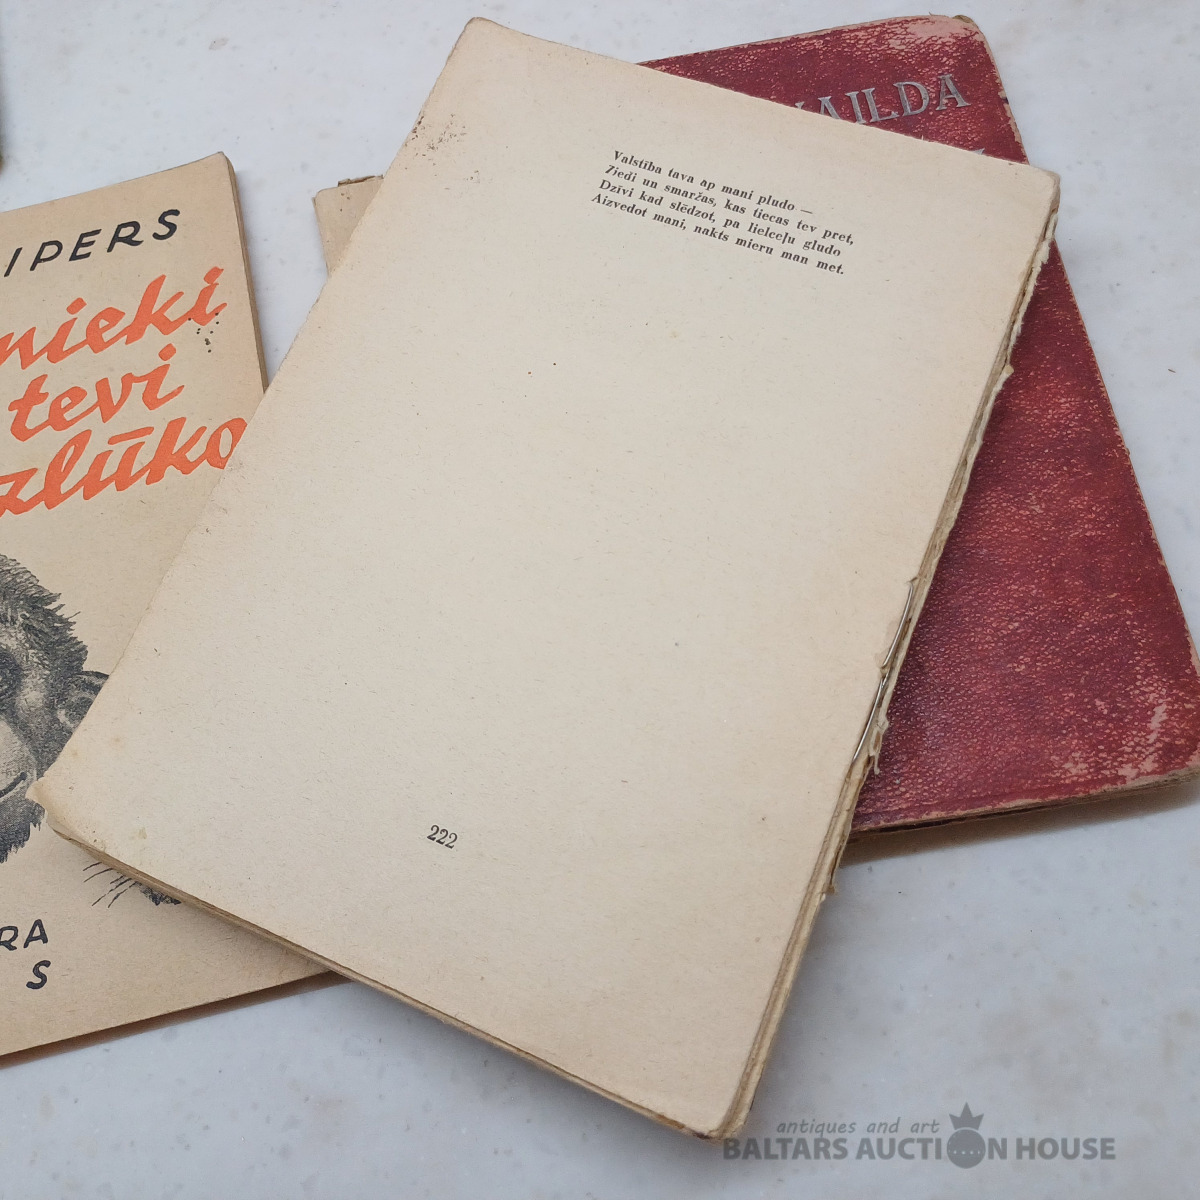 IPERS
nieki
tevi
zlūko
RA
S
Valstība tava ap mani pludo —
Ziedi un smaržas, kas tiecas tev pret,
Dzīvi kad slēdzot, pa lielceļu gludo
Aizvedot mani, nakts mieru man met.
222
AILDA
antiques and art
BALTARS AUCTION HOUSE